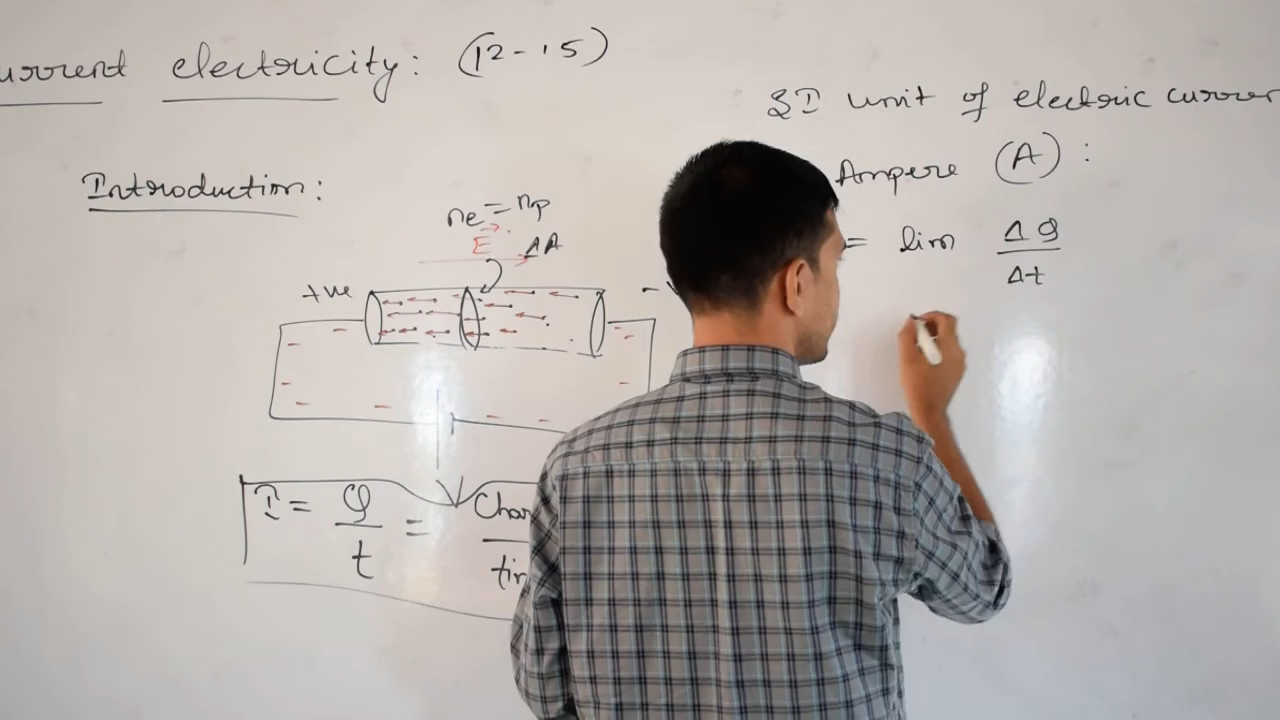 urrent electricity: (12-15)
SI unit of electric curren
Ampere (A) :
Introduction:
ne = np
E
ΔA
= lim ΔQ
Δt
+ve
I = Q = Char
t tim